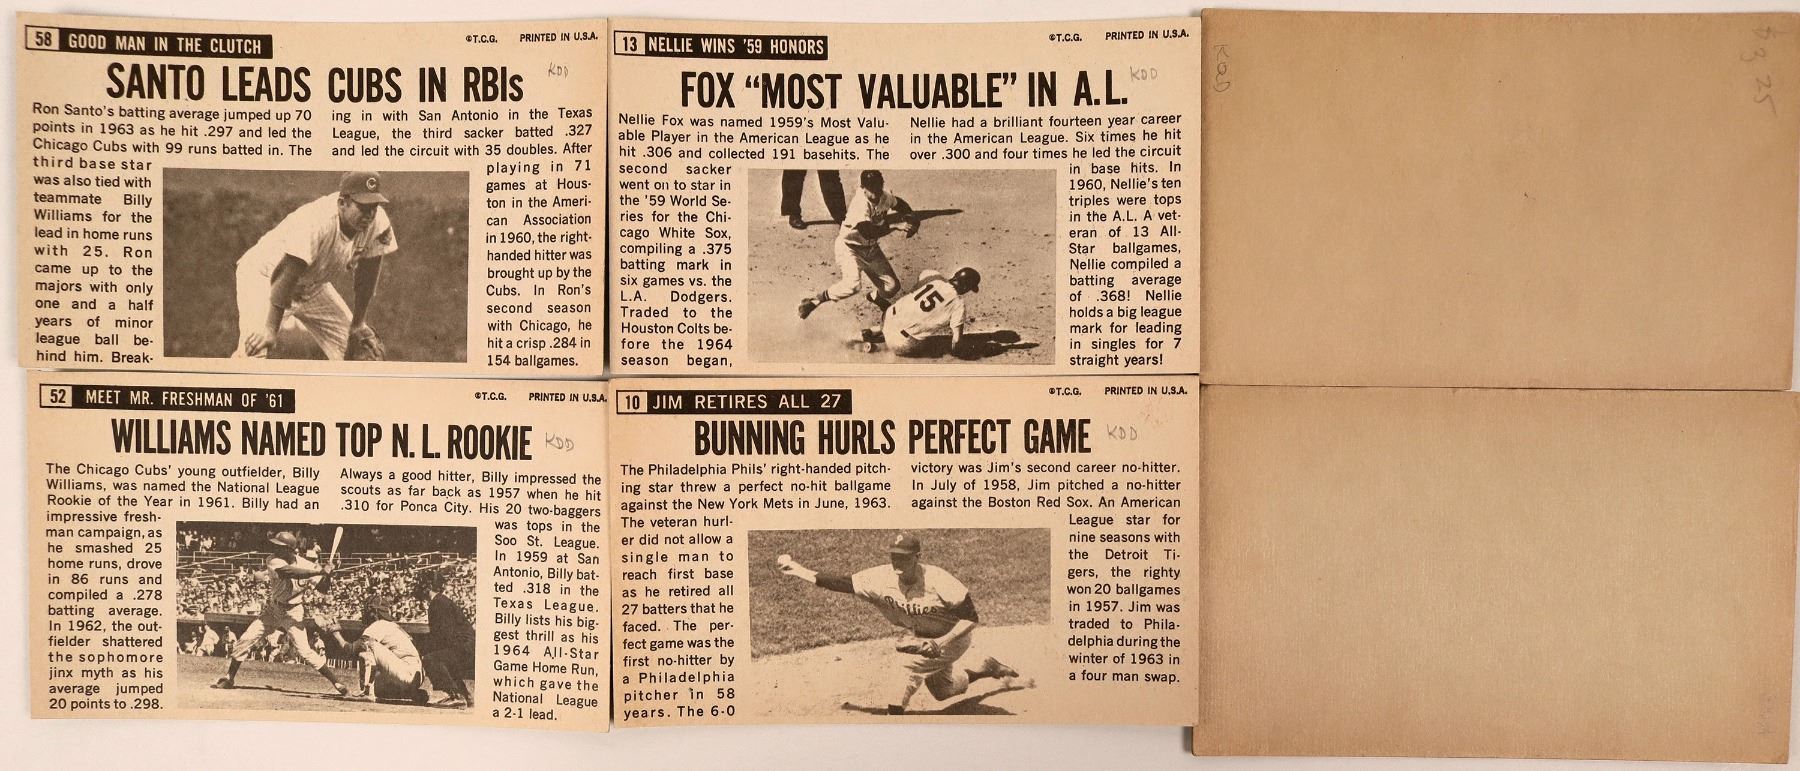 58 GOOD MAN IN THE CLUTCH
©T.C.G. PRINTED IN U.S.A.
SANTO LEADS CUBS IN RBIs
KDD
Ron Santo's batting average jumped up 70
points in 1963 as he hit .297 and led the
Chicago Cubs with 99 runs batted in. The
third base star
was also tied with
teammate Billy
Williams for the
lead in home runs
with 25. Ron
came up to the
majors with only
one and a half
years of minor
league ball be-
hind him. Break-
ing in with San Antonio in the Texas
League, the third sacker batted .327
and led the circuit with 35 doubles. After
playing in 71
games at Hous-
ton in the Ameri-
can Association
in 1960, the right-
handed hitter was
brought up by the
Cubs. In Ron's
second season
with Chicago, he
hit a crisp .284 in
154 ballgames.
13 NELLIE WINS '59 HONORS
©T.C.G. PRINTED IN U.S.A.
FOX "MOST VALUABLE" IN A.L.
KDD
Nellie Fox was named 1959's Most Valu-
able Player in the American League as he
hit .306 and collected 191 basehits. The
second sacker
went on to star in
the '59 World Se-
ries for the Chi-
cago White Sox,
compiling a .375
batting mark in
six games vs. the
L.A. Dodgers.
Traded to the
Houston Colts be-
fore the 1964
season began,
Nellie had a brilliant fourteen year career
in the American League. Six times he hit
over .300 and four times he led the circuit
in base hits. In
1960, Nellie's ten
triples were tops
in the A.L. A vet-
eran of 13 All-
Star ballgames,
Nellie compiled a
batting average
of .368! Nellie
holds a big league
mark for leading
in singles for 7
straight years!
15
KDD
$3 25
52 MEET MR. FRESHMAN OF '61
©T.C.G. PRINTED IN U.S.A.
WILLIAMS NAMED TOP N.L. ROOKIE
KDD
The Chicago Cubs' young outfielder, Billy
Williams, was named the National League
Rookie of the Year in 1961. Billy had an
impressive fresh-
man campaign, as
he smashed 25
home runs, drove
in 86 runs and
compiled a .278
batting average.
In 1962, the out-
fielder shattered
the sophomore
jinx myth as his
average jumped
20 points to .298.
Always a good hitter, Billy impressed the
scouts as far back as 1957 when he hit
.310 for Ponca City. His 20 two-baggers
was tops in the
Soo St. League.
In 1959 at San
Antonio, Billy bat-
ted .318 in the
Texas League.
Billy lists his big-
gest thrill as his
1964 All-Star
Game Home Run,
which gave the
National League
a 2-1 lead.
10 JIM RETIRES ALL 27
©T.C.G. PRINTED IN U.S.A.
BUNNING HURLS PERFECT GAME
KDD
The Philadelphia Phils' right-handed pitch-
ing star threw a perfect no-hit ballgame
against the New York Mets in June, 1963.
The veteran hurl-
er did not allow a
single man to
reach first base
as he retired all
27 batters that he
faced. The per-
fect game was the
first no-hitter by
a Philadelphia
pitcher in 58
years. The 6-0
victory was Jim's second career no-hitter.
In July of 1958, Jim pitched a no-hitter
against the Boston Red Sox. An American
League star for
nine seasons with
the Detroit Ti-
gers, the righty
won 20 ballgames
in 1957. Jim was
traded to Phila-
delphia during the
winter of 1963 in
a four man swap.
Phillies